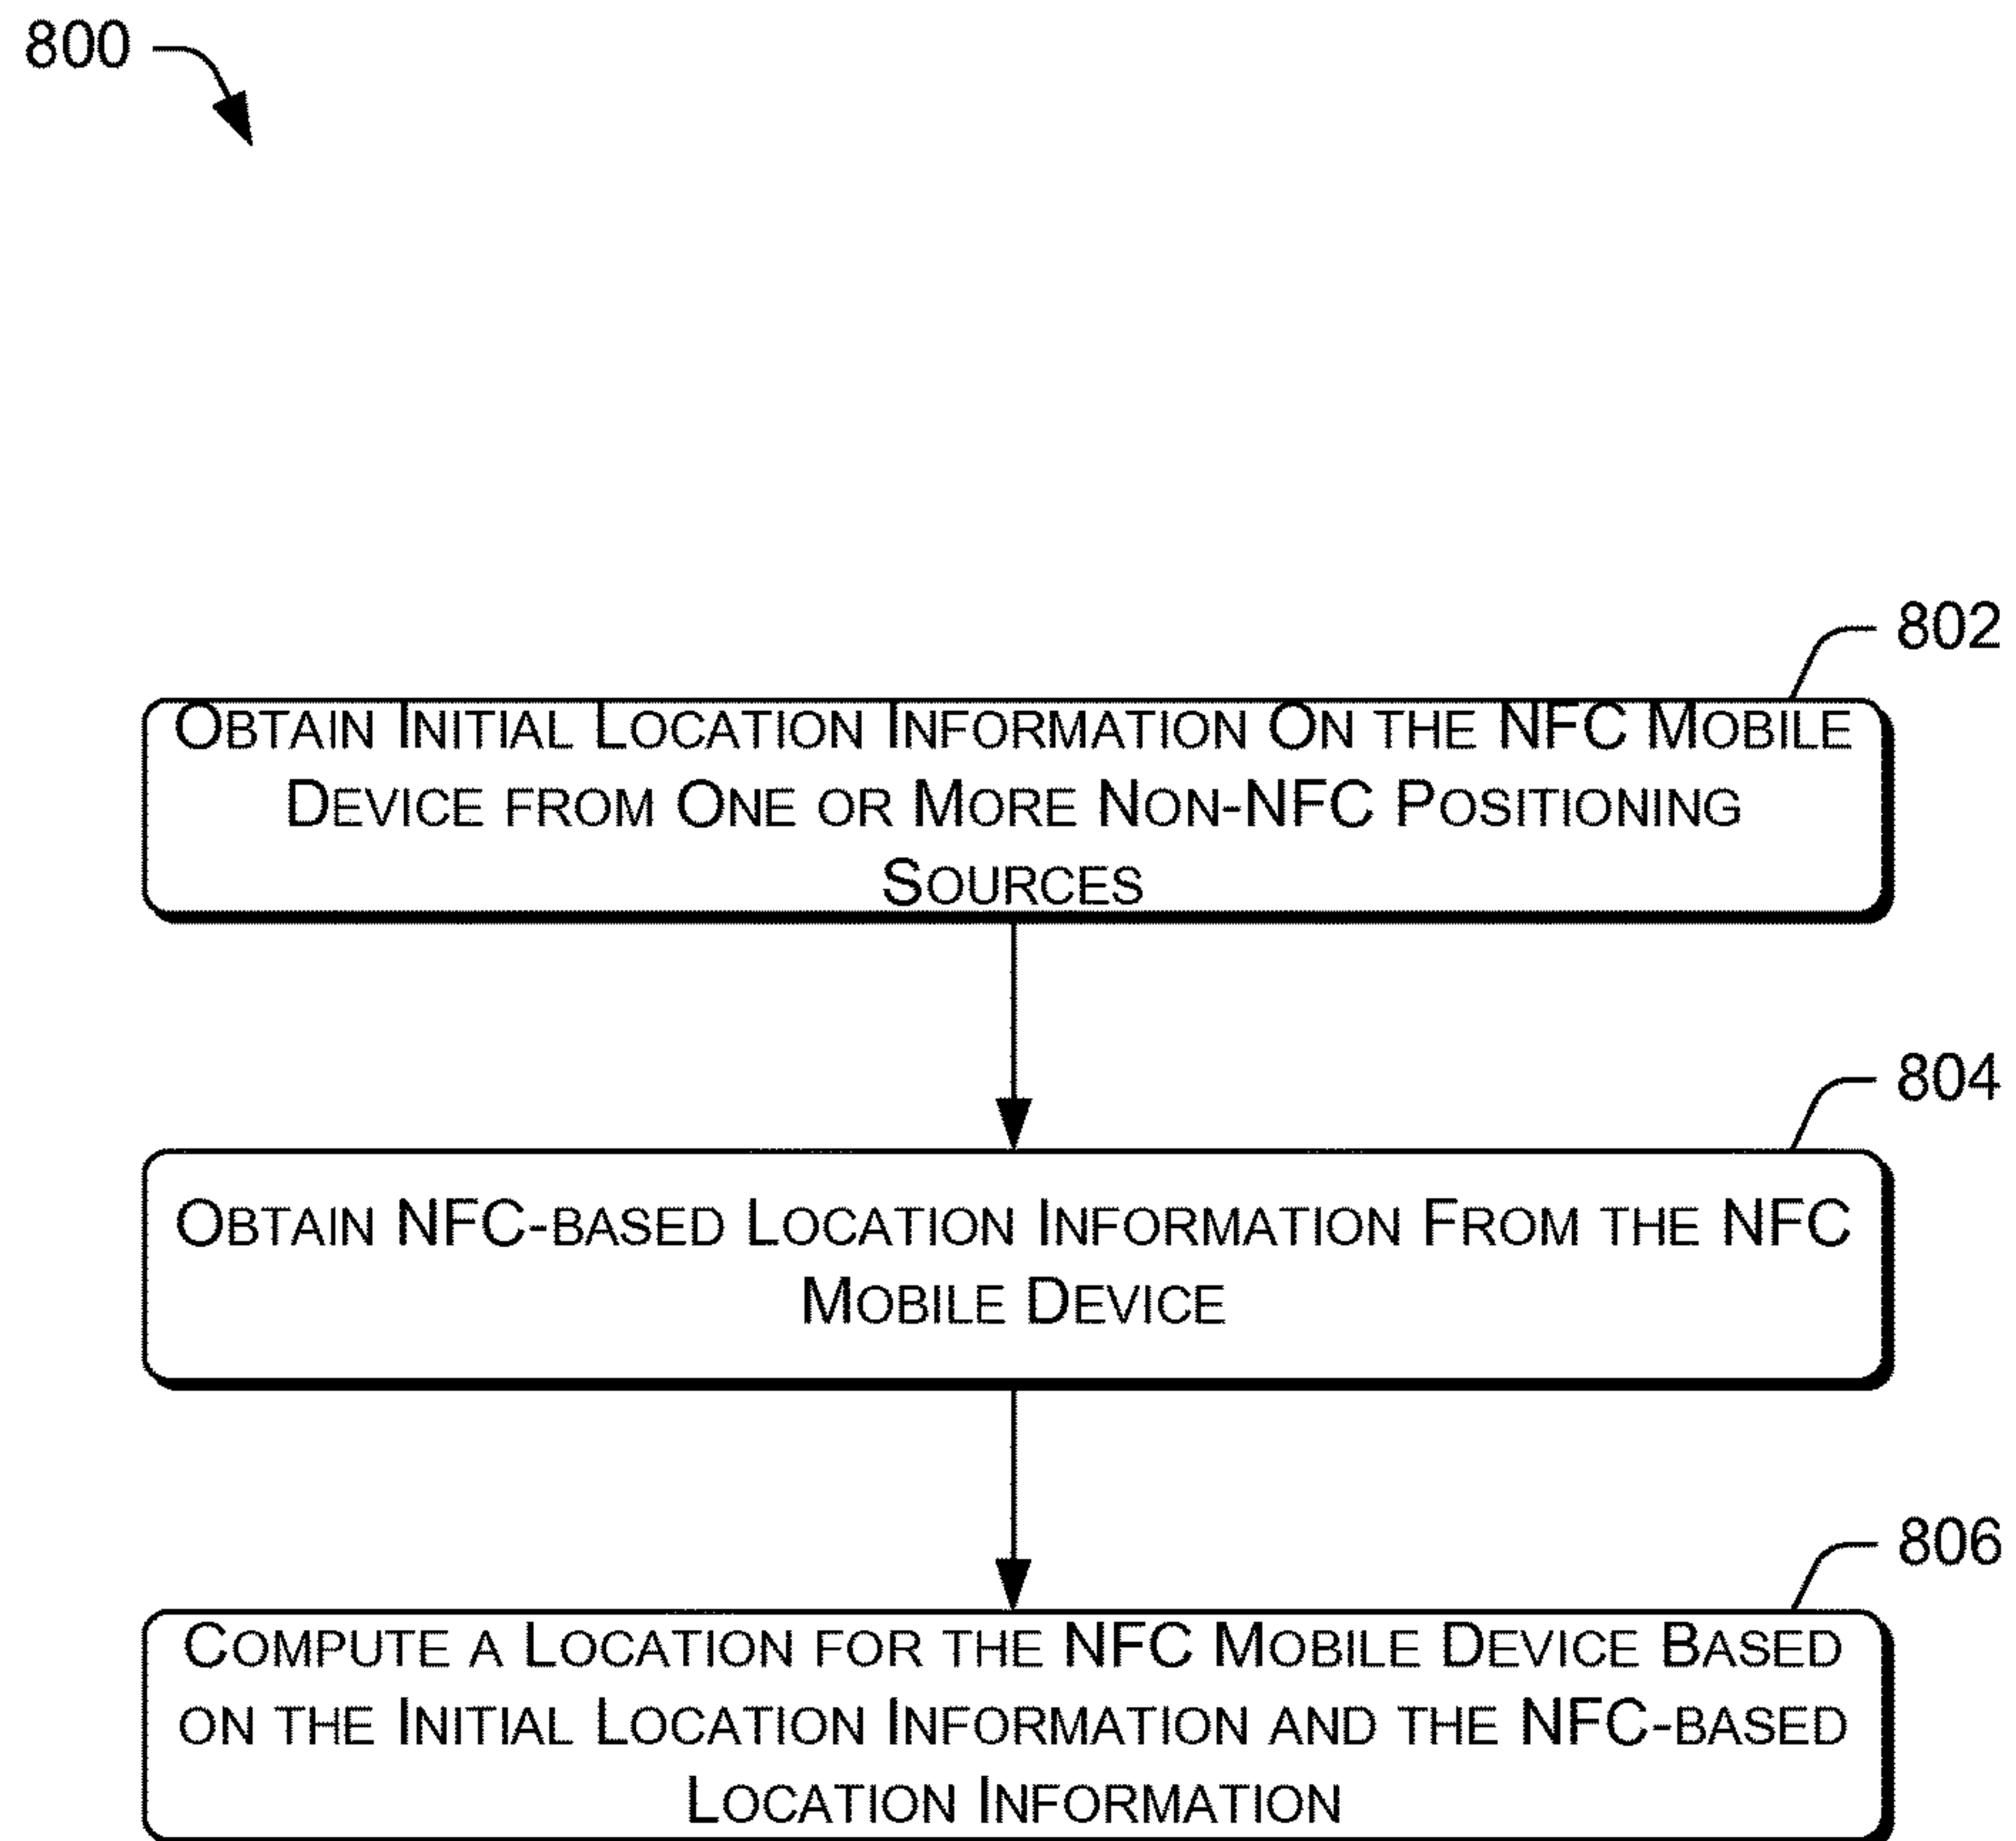 800
802
OBTAIN INITIAL LOCATION INFORMATION ON THE NFC MOBILE
DEVICE FROM ONE OR MORE NON-NFC POSITIONING
SOURCES
804
OBTAIN NFC-BASED LOCATION INFORMATION FROM THE NFC
MOBILE DEVICE
806
COMPUTE A LOCATION FOR THE NFC MOBILE DEVICE BASED
ON THE INITIAL LOCATION INFORMATION AND THE NFC-BASED
LOCATION INFORMATION